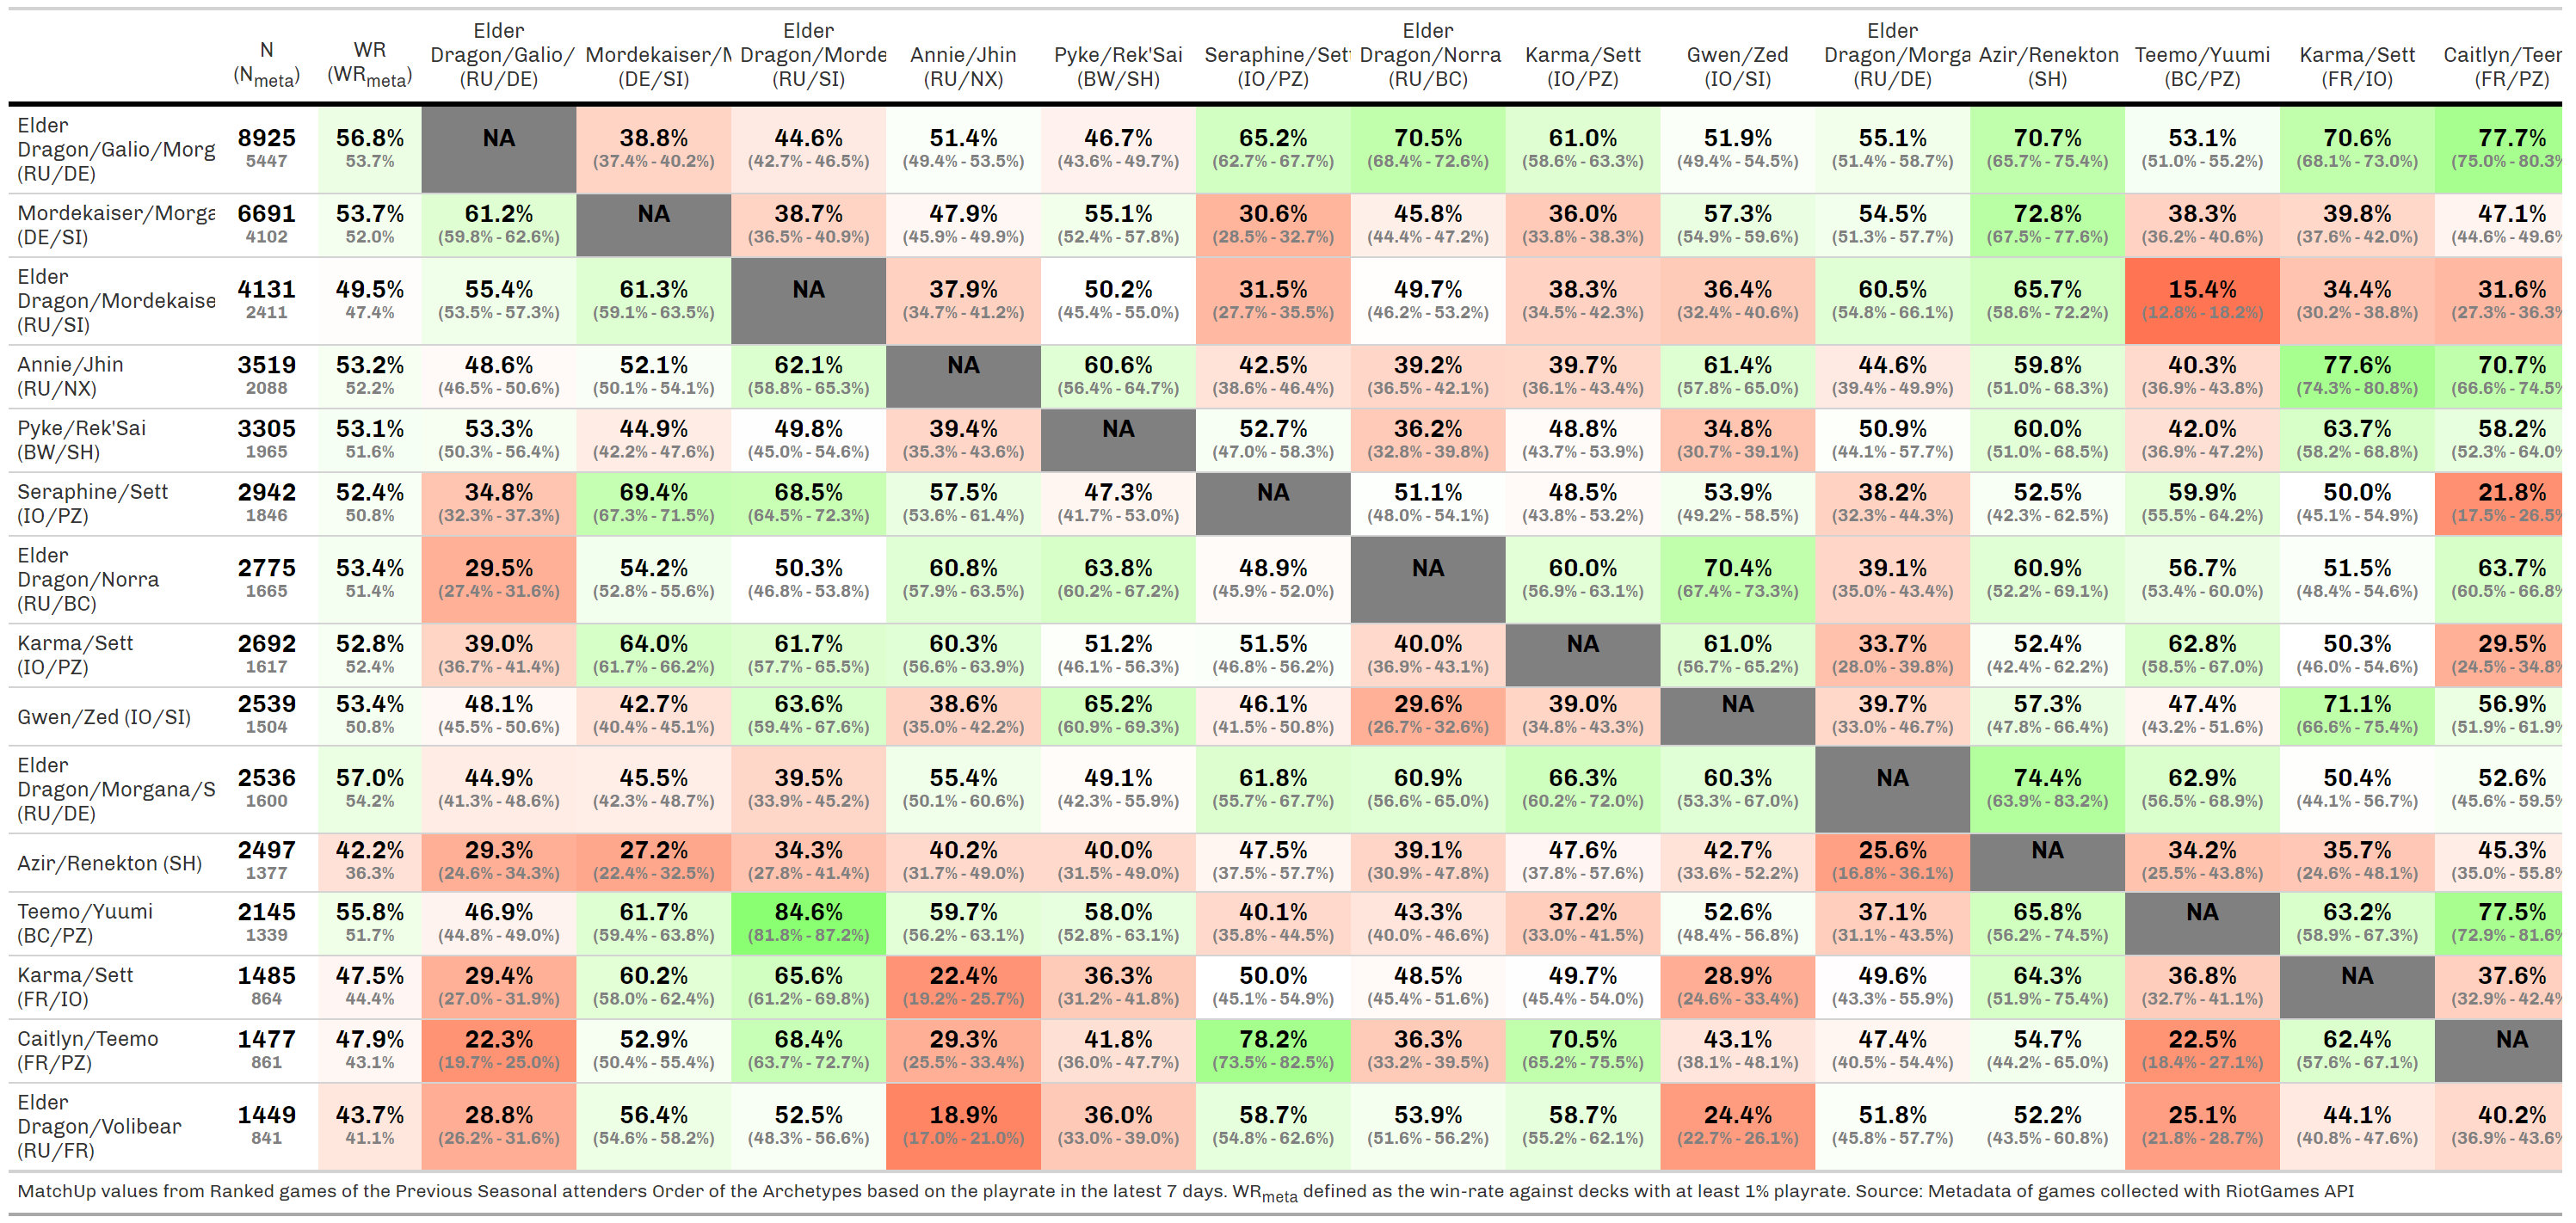 N (N_meta) WR (WR_meta) Elder Dragon/Galio/ (RU/DE) Mordekaiser/M (DE/SI) Elder Dragon/Morde (RU/SI) Annie/Jhin (RU/NX) Pyke/Rek'Sai (BW/SH) Seraphine/Sett (IO/PZ) Elder Dragon/Norra (RU/BC) Karma/Sett (IO/PZ) Gwen/Zed (IO/SI) Elder Dragon/Morga (RU/DE) Azir/Renekton (SH) Teemo/Yuumi (BC/PZ) Karma/Sett (FR/IO) Caitlyn/Teer (FR/PZ)
Elder Dragon/Galio/Morg (RU/DE) 8925 56.8% NA 38.8% 44.6% 51.4% 46.7% 65.2% 70.5% 61.0% 51.9% 55.1% 70.7% 53.1% 70.6% 77.7%
5447 53.7% (37.4% - 40.2%) (42.7% - 46.5%) (49.4% - 53.5%) (43.6% - 49.7%) (62.7% - 67.7%) (68.4% - 72.6%) (58.6% - 63.3%) (49.4% - 54.5%) (51.4% - 58.7%) (65.7% - 75.4%) (51.0% - 55.2%) (68.1% - 73.0%) (75.0% - 80.3%
Mordekaiser/Morga (DE/SI) 6691 53.7% 61.2% NA 38.7% 47.9% 55.1% 30.6% 45.8% 36.0% 57.3% 54.5% 72.8% 38.3% 39.8% 47.1%
4102 52.0% (59.8% - 62.6%) (36.5% - 40.9%) (45.9% - 49.9%) (52.4% - 57.8%) (28.5% - 32.7%) (44.4% - 47.2%) (33.8% - 38.3%) (54.9% - 59.6%) (51.3% - 57.7%) (67.5% - 77.6%) (36.2% - 40.6%) (37.6% - 42.0%) (44.6% - 49.6%
Elder Dragon/Mordekaise (RU/SI) 4131 49.5% 55.4% 61.3% NA 37.9% 50.2% 31.5% 49.7% 38.3% 36.4% 60.5% 65.7% 15.4% 34.4% 31.6%
2411 47.4% (53.5% - 57.3%) (59.1% - 63.5%) (34.7% - 41.2%) (45.4% - 55.0%) (27.7% - 35.5%) (46.2% - 53.2%) (34.5% - 42.3%) (32.4% - 40.6%) (54.8% - 66.1%) (58.6% - 72.2%) (12.8% - 18.2%) (30.2% - 38.8%) (27.3% - 36.3%
Annie/Jhin (RU/NX) 3519 53.2% 48.6% 52.1% 62.1% NA 60.6% 42.5% 39.2% 39.7% 61.4% 44.6% 59.8% 40.3% 77.6% 70.7%
2088 52.2% (46.5% - 50.6%) (50.1% - 54.1%) (58.8% - 65.3%) (56.4% - 64.7%) (38.6% - 46.4%) (36.5% - 42.1%) (36.1% - 43.4%) (57.8% - 65.0%) (39.4% - 49.9%) (51.0% - 68.3%) (36.9% - 43.8%) (74.3% - 80.8%) (66.6% - 74.5%
Pyke/Rek'Sai (BW/SH) 3305 53.1% 53.3% 44.9% 49.8% 39.4% NA 52.7% 36.2% 48.8% 34.8% 50.9% 60.0% 42.0% 63.7% 58.2%
1965 51.6% (50.3% - 56.4%) (42.2% - 47.6%) (45.0% - 54.6%) (35.3% - 43.6%) (47.0% - 58.3%) (32.8% - 39.8%) (43.7% - 53.9%) (30.7% - 39.1%) (44.1% - 57.7%) (51.0% - 68.5%) (36.9% - 47.2%) (58.2% - 68.8%) (52.3% - 64.0%
Seraphine/Sett (IO/PZ) 2942 52.4% 34.8% 69.4% 68.5% 57.5% 47.3% NA 51.1% 48.5% 53.9% 38.2% 52.5% 59.9% 50.0% 21.8%
1846 50.8% (32.3% - 37.3%) (67.3% - 71.5%) (64.5% - 72.3%) (53.6% - 61.4%) (41.7% - 53.0%) (48.0% - 54.1%) (43.8% - 53.2%) (49.2% - 58.5%) (32.3% - 44.3%) (42.3% - 62.5%) (55.5% - 64.2%) (45.1% - 54.9%) (17.5% - 26.5%
Elder Dragon/Norra (RU/BC) 2775 53.4% 29.5% 54.2% 50.3% 60.8% 63.8% 48.9% NA 60.0% 70.4% 39.1% 60.9% 56.7% 51.5% 63.7%
1665 51.4% (27.4% - 31.6%) (52.8% - 55.6%) (46.8% - 53.8%) (57.9% - 63.5%) (60.2% - 67.2%) (45.9% - 52.0%) (56.9% - 63.1%) (67.4% - 73.3%) (35.0% - 43.4%) (52.2% - 69.1%) (53.4% - 60.0%) (48.4% - 54.6%) (60.5% - 66.8%
Karma/Sett (IO/PZ) 2692 52.8% 39.0% 64.0% 61.7% 60.3% 51.2% 51.5% 40.0% NA 61.0% 33.7% 52.4% 62.8% 50.3% 29.5%
1617 52.4% (36.7% - 41.4%) (61.7% - 66.2%) (57.7% - 65.5%) (56.6% - 63.9%) (46.1% - 56.3%) (46.8% - 56.2%) (36.9% - 43.1%) (56.7% - 65.2%) (28.0% - 39.8%) (42.4% - 62.2%) (58.5% - 67.0%) (46.0% - 54.6%) (24.5% - 34.8%
Gwen/Zed (IO/SI) 2539 53.4% 48.1% 42.7% 63.6% 38.6% 65.2% 46.1% 29.6% 39.0% NA 39.7% 57.3% 47.4% 71.1% 56.9%
1504 50.8% (45.5% - 50.6%) (40.4% - 45.1%) (59.4% - 67.6%) (35.0% - 42.2%) (60.9% - 69.3%) (41.5% - 50.8%) (26.7% - 32.6%) (34.8% - 43.3%) (33.0% - 46.7%) (47.8% - 66.4%) (43.2% - 51.6%) (66.6% - 75.4%) (51.9% - 61.9%
Elder Dragon/Morgana/S (RU/DE) 2536 57.0% 44.9% 45.5% 39.5% 55.4% 49.1% 61.8% 60.9% 66.3% 60.3% NA 74.4% 62.9% 50.4% 52.6%
1600 54.2% (41.3% - 48.6%) (42.3% - 48.7%) (33.9% - 45.2%) (50.1% - 60.6%) (42.3% - 55.9%) (55.7% - 67.7%) (56.6% - 65.0%) (60.2% - 72.0%) (53.3% - 67.0%) (63.9% - 83.2%) (56.5% - 68.9%) (44.1% - 56.7%) (45.6% - 59.5%
Azir/Renekton (SH) 2497 42.2% 29.3% 27.2% 34.3% 40.2% 40.0% 47.5% 39.1% 47.6% 42.7% 25.6% NA 34.2% 35.7% 45.3%
1377 36.3% (24.6% - 34.3%) (22.4% - 32.5%) (27.8% - 41.4%) (31.7% - 49.0%) (31.5% - 49.0%) (37.5% - 57.7%) (30.9% - 47.8%) (37.8% - 57.6%) (33.6% - 52.2%) (16.8% - 36.1%) (25.5% - 43.8%) (24.6% - 48.1%) (35.0% - 55.8%
Teemo/Yuumi (BC/PZ) 2145 55.8% 46.9% 61.7% 84.6% 59.7% 58.0% 40.1% 43.3% 37.2% 52.6% 37.1% 65.8% NA 63.2% 77.5%
1339 51.7% (44.8% - 49.0%) (59.4% - 63.8%) (81.8% - 87.2%) (56.2% - 63.1%) (52.8% - 63.1%) (35.8% - 44.5%) (40.0% - 46.6%) (33.0% - 41.5%) (48.4% - 56.8%) (31.1% - 43.5%) (56.2% - 74.5%) (58.9% - 67.3%) (72.9% - 81.6%
Karma/Sett (FR/IO) 1485 47.5% 29.4% 60.2% 65.6% 22.4% 36.3% 50.0% 48.5% 49.7% 28.9% 49.6% 64.3% 36.8% NA 37.6%
864 44.4% (27.0% - 31.9%) (58.0% - 62.4%) (61.2% - 69.8%) (19.2% - 25.7%) (31.2% - 41.8%) (45.1% - 54.9%) (45.4% - 51.6%) (45.4% - 54.0%) (24.6% - 33.4%) (43.3% - 55.9%) (51.9% - 75.4%) (32.7% - 41.1%) (32.9% - 42.4%
Caitlyn/Teemo (FR/PZ) 1477 47.9% 22.3% 52.9% 68.4% 29.3% 41.8% 78.2% 36.3% 70.5% 43.1% 47.4% 54.7% 22.5% 62.4% NA
861 43.1% (19.7% - 25.0%) (50.4% - 55.4%) (63.7% - 72.7%) (25.5% - 33.4%) (36.0% - 47.7%) (73.5% - 82.5%) (33.2% - 39.5%) (65.2% - 75.5%) (38.1% - 48.1%) (40.5% - 54.4%) (44.2% - 65.0%) (18.4% - 27.1%) (57.6% - 67.1%)
Elder Dragon/Volibear (RU/FR) 1449 43.7% 28.8% 56.4% 52.5% 18.9% 36.0% 58.7% 53.9% 58.7% 24.4% 51.8% 52.2% 25.1% 44.1% 40.2%
841 41.1% (26.2% - 31.6%) (54.6% - 58.2%) (48.3% - 56.6%) (17.0% - 21.0%) (33.0% - 39.0%) (54.8% - 62.6%) (51.6% - 56.2%) (55.2% - 62.1%) (22.7% - 26.1%) (45.8% - 57.7%) (43.5% - 60.8%) (21.8% - 28.7%) (40.8% - 47.6%) (36.9% - 43.6%
MatchUp values from Ranked games of the Previous Seasonal attenders Order of the Archetypes based on the playrate in the latest 7 days. WR_meta defined as the win-rate against decks with at least 1% playrate. Source: Metadata of games collected with RiotGames API